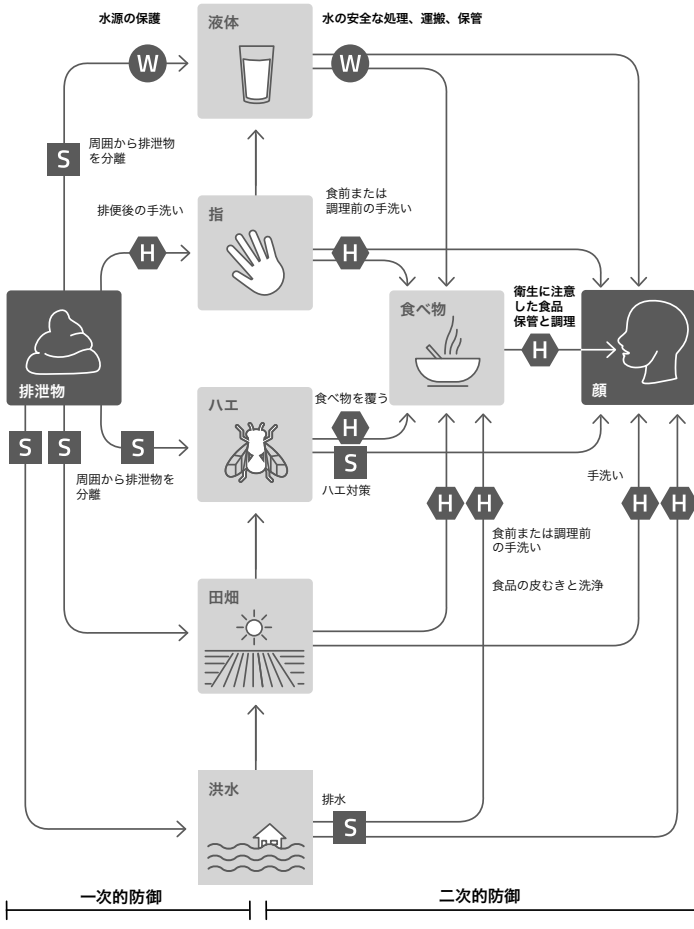 水源の保護
液体
水の安全な処理、運搬、保管
W
W
S
周囲から排泄物
を分離
排便後の手洗い
指
食前または
調理前の手洗い
H
H
排泄物
食べ物
衛生に注意
した食品
保管と調理
H
顔
ハエ
食べ物を覆う
H
S
S
S
S
周囲から排泄物を
分離
ハエ対策
手洗い
H
H
H
H
食前または調理前
の手洗い
食品の皮むきと洗浄
田畑
洪水
排水
S
一次的防御
二次的防御